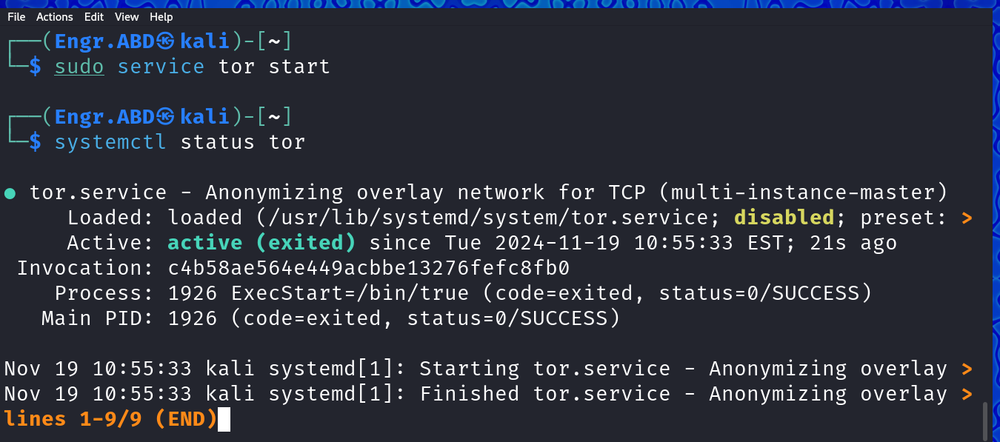 File Actions Edit View Help
┌──(Engr.ABD㉿kali)-[~]
└─$ sudo service tor start
┌──(Engr.ABD㉿kali)-[~]
└─$ systemctl status tor
● tor.service - Anonymizing overlay network for TCP (multi-instance-master)
Loaded: loaded (/usr/lib/systemd/system/tor.service; disabled; preset: >
Active: active (exited) since Tue 2024-11-19 10:55:33 EST; 21s ago
Invocation: c4b58ae564e449acbbe13276fefc8fb0
Process: 1926 ExecStart=/bin/true (code=exited, status=0/SUCCESS)
Main PID: 1926 (code=exited, status=0/SUCCESS)
Nov 19 10:55:33 kali systemd[1]: Starting tor.service - Anonymizing overlay >
Nov 19 10:55:33 kali systemd[1]: Finished tor.service - Anonymizing overlay >
lines 1-9/9 (END)